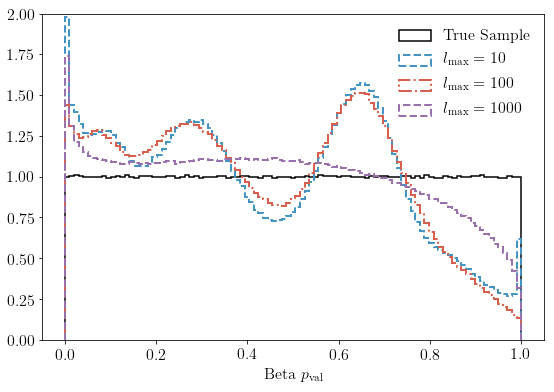 2.00
1.75
1.50
1.25
1.00
0.75
0.50
0.25
0.00
True Sample
l_max = 10
l_max = 100
l_max = 1000
0.0 0.2 0.4 0.6 0.8 1.0
Beta p_val